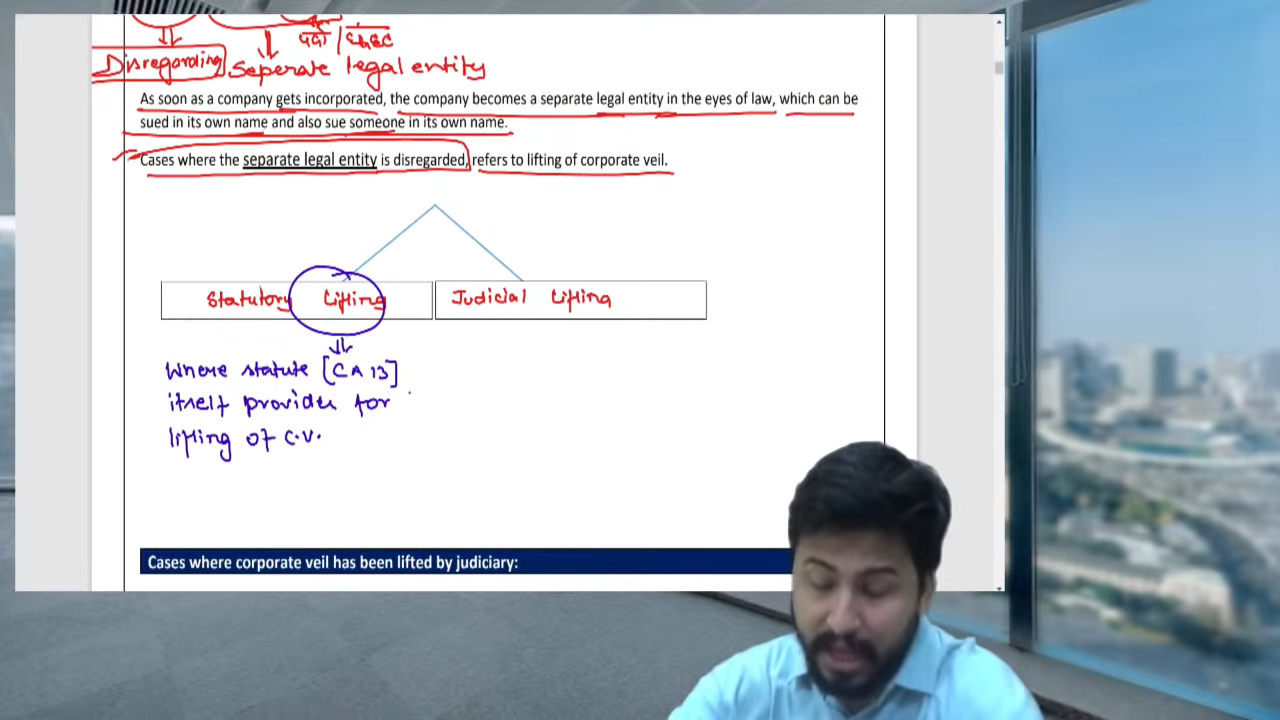 Disregarding Seperate legal entity
As soon as a company gets incorporated, the company becomes a separate legal entity in the eyes of law, which can be
sued in its own name and also sue someone in its own name.
Cases where the separate legal entity is disregarded, refers to lifting of corporate veil.
Statutory Lifting Judicial Lifting
Where statute [CA 13]
itself provides for
lifting of C.V.
Cases where corporate veil has been lifted by judiciary: